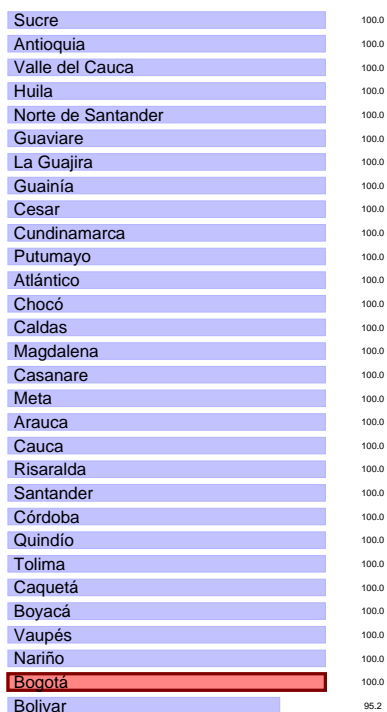 Sucre 100.0
Antioquia 100.0
Valle del Cauca 100.0
Huila 100.0
Norte de Santander 100.0
Guaviare 100.0
La Guajira 100.0
Guainía 100.0
Cesar 100.0
Cundinamarca 100.0
Putumayo 100.0
Atlántico 100.0
Chocó 100.0
Caldas 100.0
Magdalena 100.0
Casanare 100.0
Meta 100.0
Arauca 100.0
Cauca 100.0
Risaralda 100.0
Santander 100.0
Córdoba 100.0
Quindío 100.0
Tolima 100.0
Caquetá 100.0
Boyacá 100.0
Vaupés 100.0
Nariño 100.0
Bogotá 100.0
Bolivar 95.2